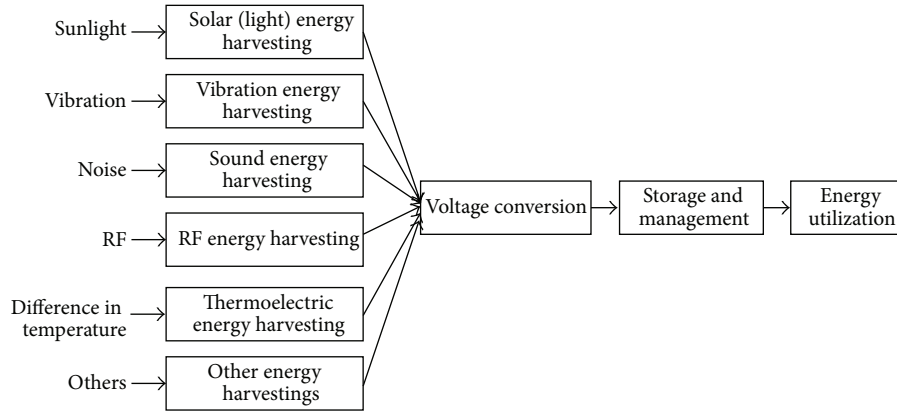 Sunlight
Solar (light) energy
harvesting
Vibration
Vibration energy
harvesting
Noise
Sound energy
harvesting
RF
RF energy harvesting
Difference in
temperature
Thermoelectric
energy harvesting
Others
Other energy
harvestings
Voltage conversion
Storage and
management
Energy
utilization